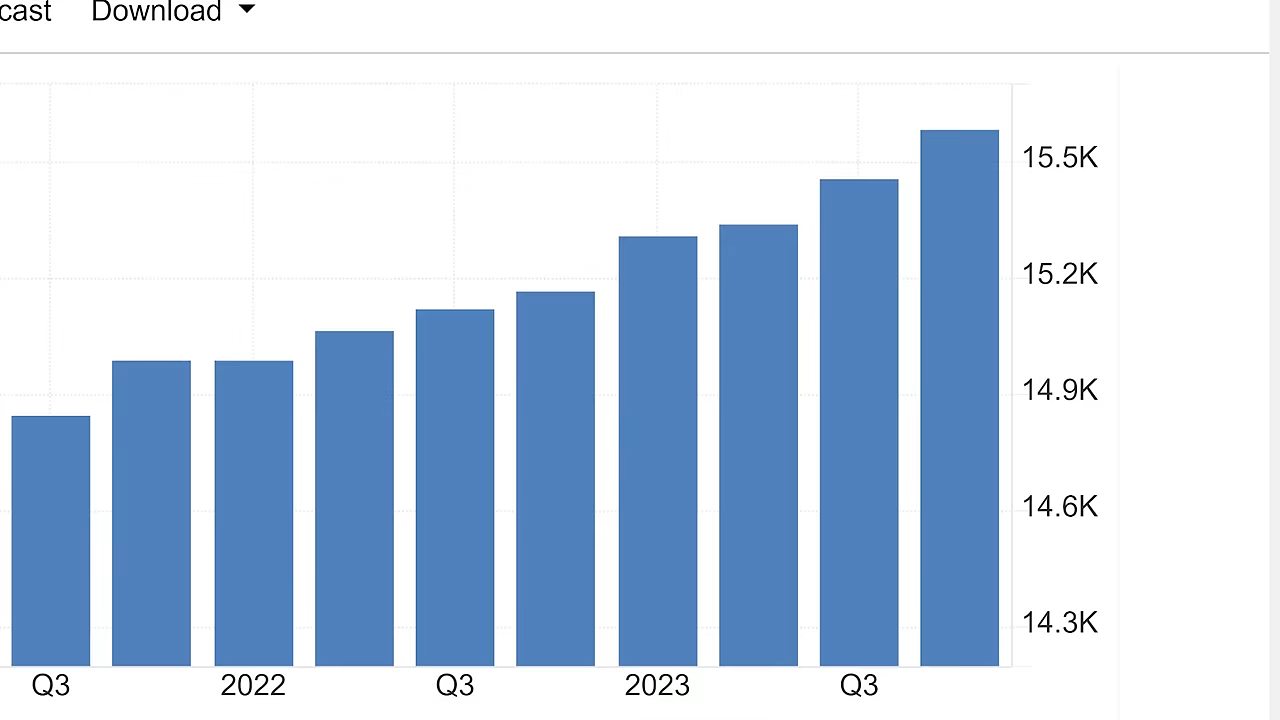 cast Download
15.5K
15.2K
14.9K
14.6K
14.3K
Q3 2022 Q3 2023 Q3